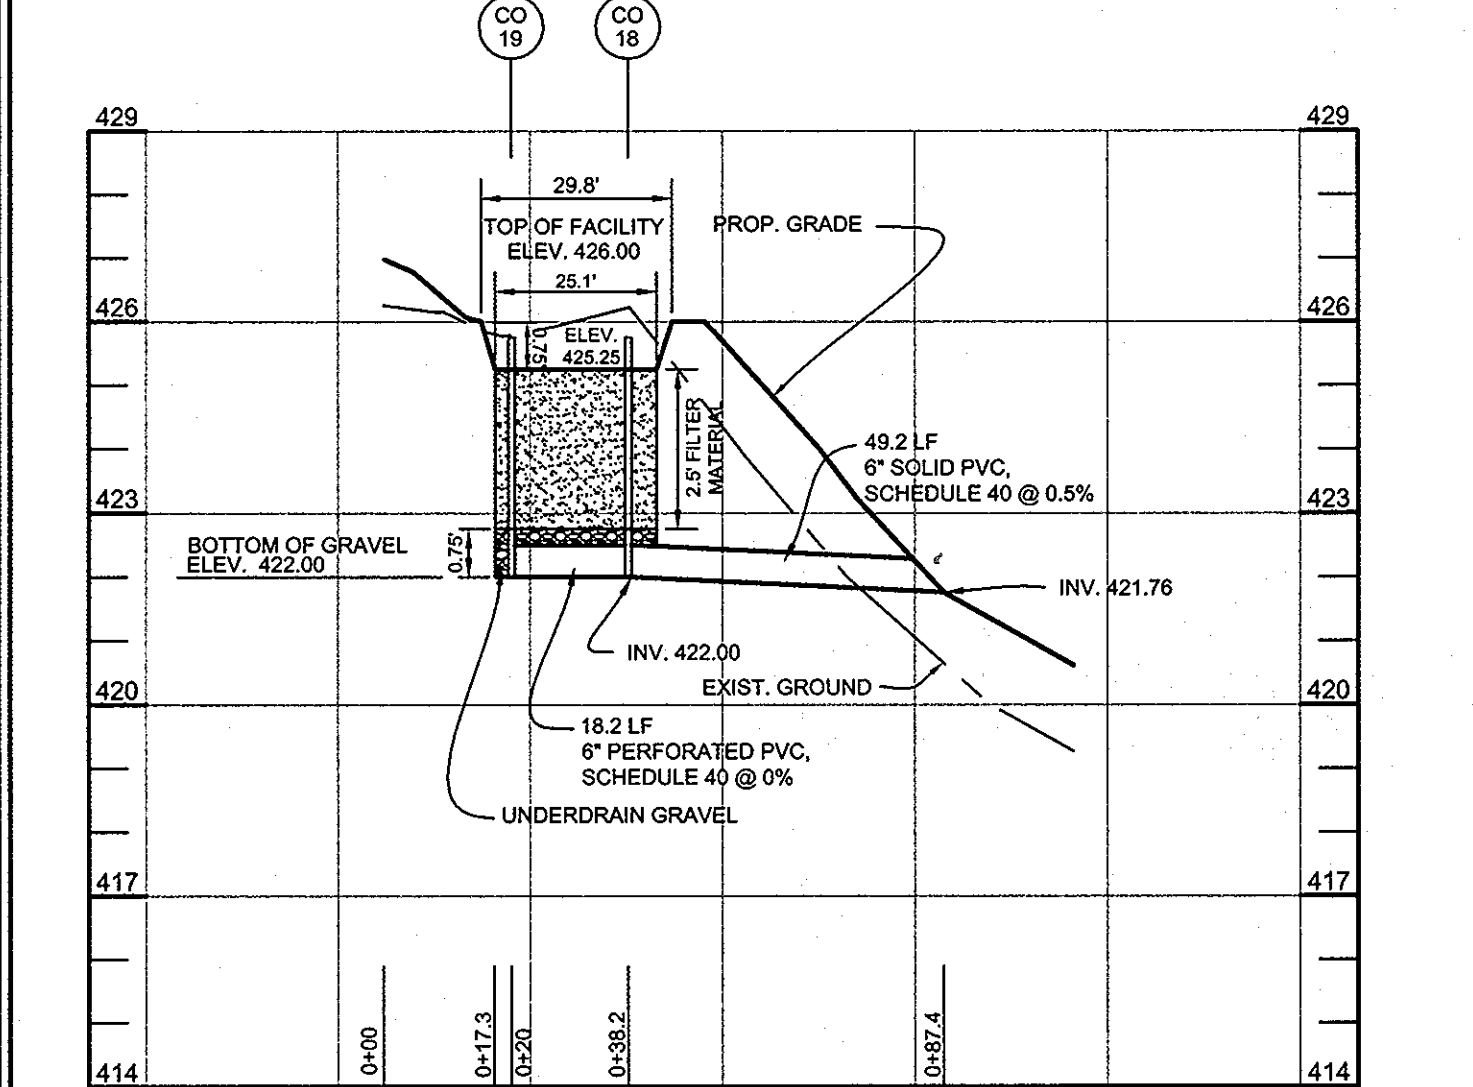 CO
19
CO
18
429
429
29.8'
TOP OF FACILITY
ELEV. 426.00
PROP. GRADE
25.1'
426
426
0.75'
ELEV.
425.25
2.5' FILTER
MATERIAL
49.2 LF
6" SOLID PVC,
SCHEDULE 40 @ 0.5%
423
423
BOTTOM OF GRAVEL
ELEV. 422.00
0.75'
INV. 421.76
INV. 422.00
EXIST. GROUND
420
420
18.2 LF
6" PERFORATED PVC,
SCHEDULE 40 @ 0%
UNDERDRAIN GRAVEL
417
417
0+00
0+17.3
0+20
0+38.2
0+87.4
414
414